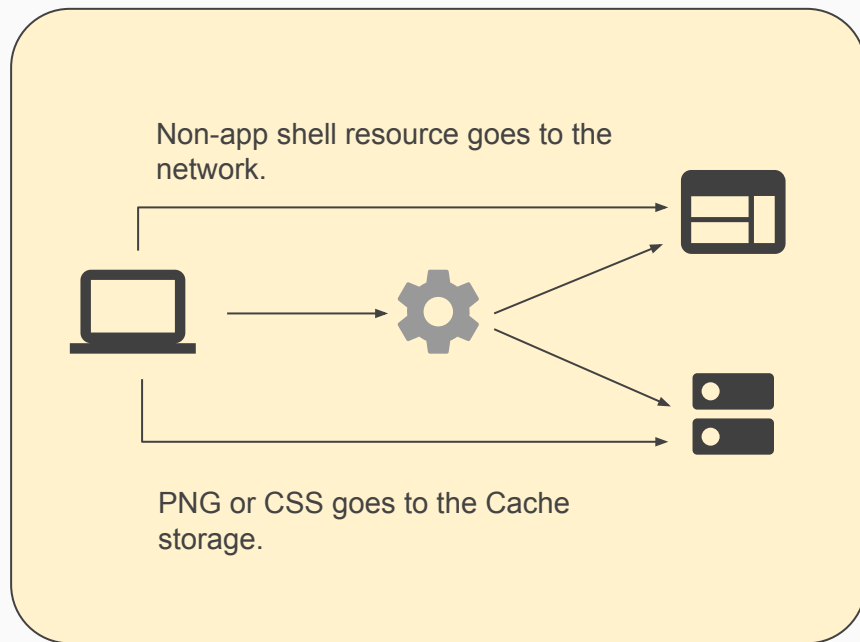 Non-app shell resource goes to the
network.
PNG or CSS goes to the Cache
storage.